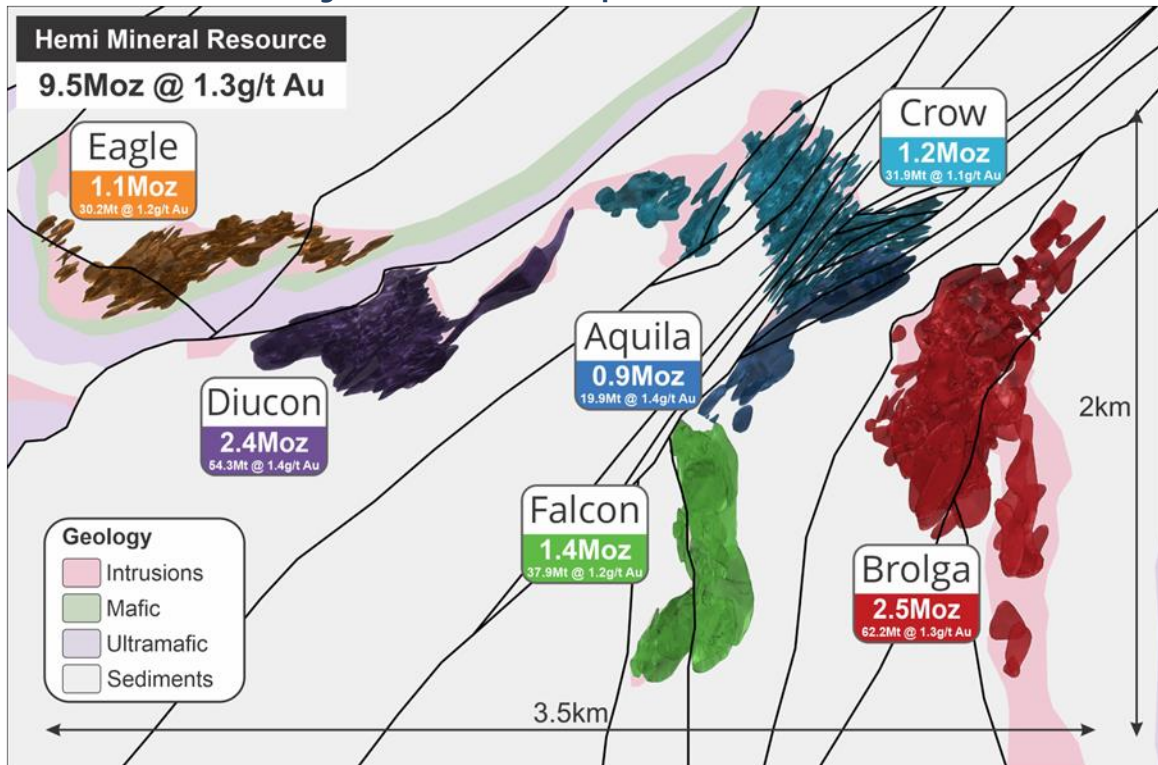 Hemi Mineral Resource
9.5Moz @ 1.3g/t Au
Eagle
1.1Moz
30.2Mt @ 1.2g/t Au
Crow
1.2Moz
31.9Mt @ 1.1g/t Au
Aquila
0.9Moz
19.9Mt @ 1.4g/t Au
Diucon
2.4Moz
54.3Mt @ 1.4g/t Au
2km
Falcon
1.4Moz
37.9Mt @ 1.2g/t Au
Brolga
2.5Moz
62.2Mt @ 1.3g/t Au
Geology
Intrusions
Mafic
Ultramafic
Sediments
3.5km